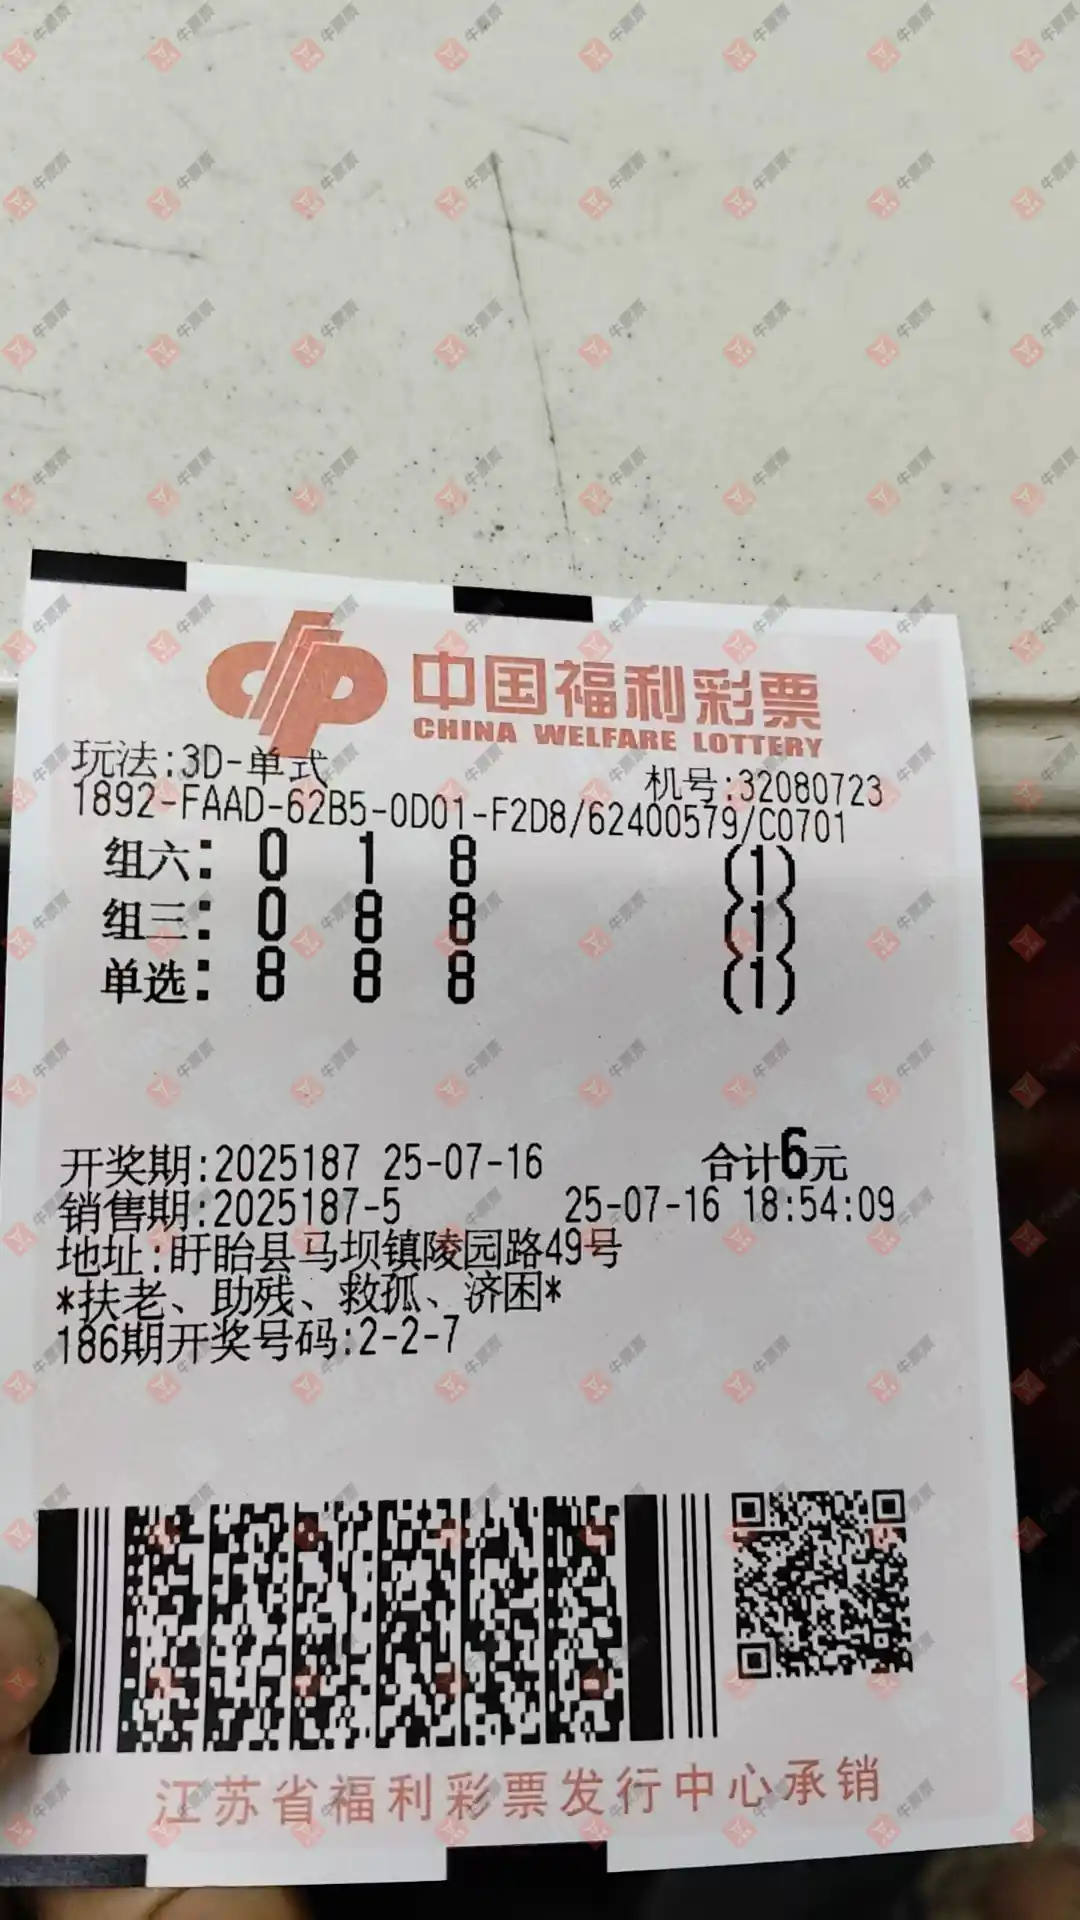 中国福利彩票
CHINA WELFARE LOTTERY
玩法:3D-单式
机号:32080723
1892-FAAD-62B5-0D01-F2D8/62400579/C0701
组六: 0 1 8 (1)
组三: 0 8 8 (1)
单选: 8 8 8 (1)
开奖期:2025187 25-07-16 合计6元
销售期:2025187-5 25-07-16 18:54:09
地址:盱眙县马坝镇陵园路49号
*扶老、助残、救孤、济困*
186期开奖号码:2-2-7
江苏省福利彩票发行中心承销
牛票票